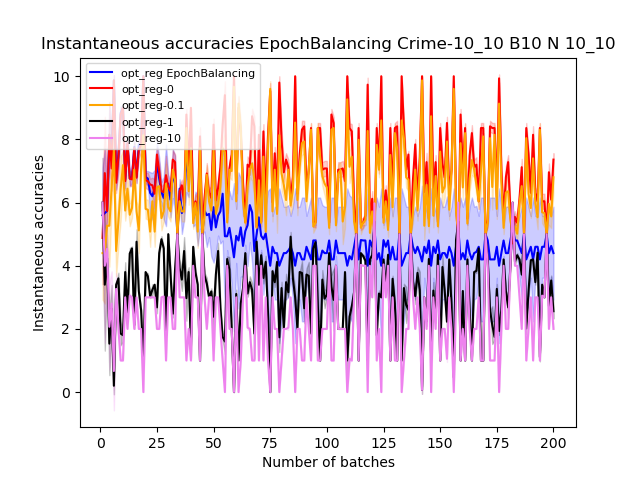 Instantaneous accuracies EpochBalancing Crime-10_10 B10 N 10_10
opt_reg EpochBalancing
opt_reg-0
opt_reg-0.1
opt_reg-1
opt_reg-10
10
8
6
4
2
0
Instantaneous accuracies
0 25 50 75 100 125 150 175 200
Number of batches